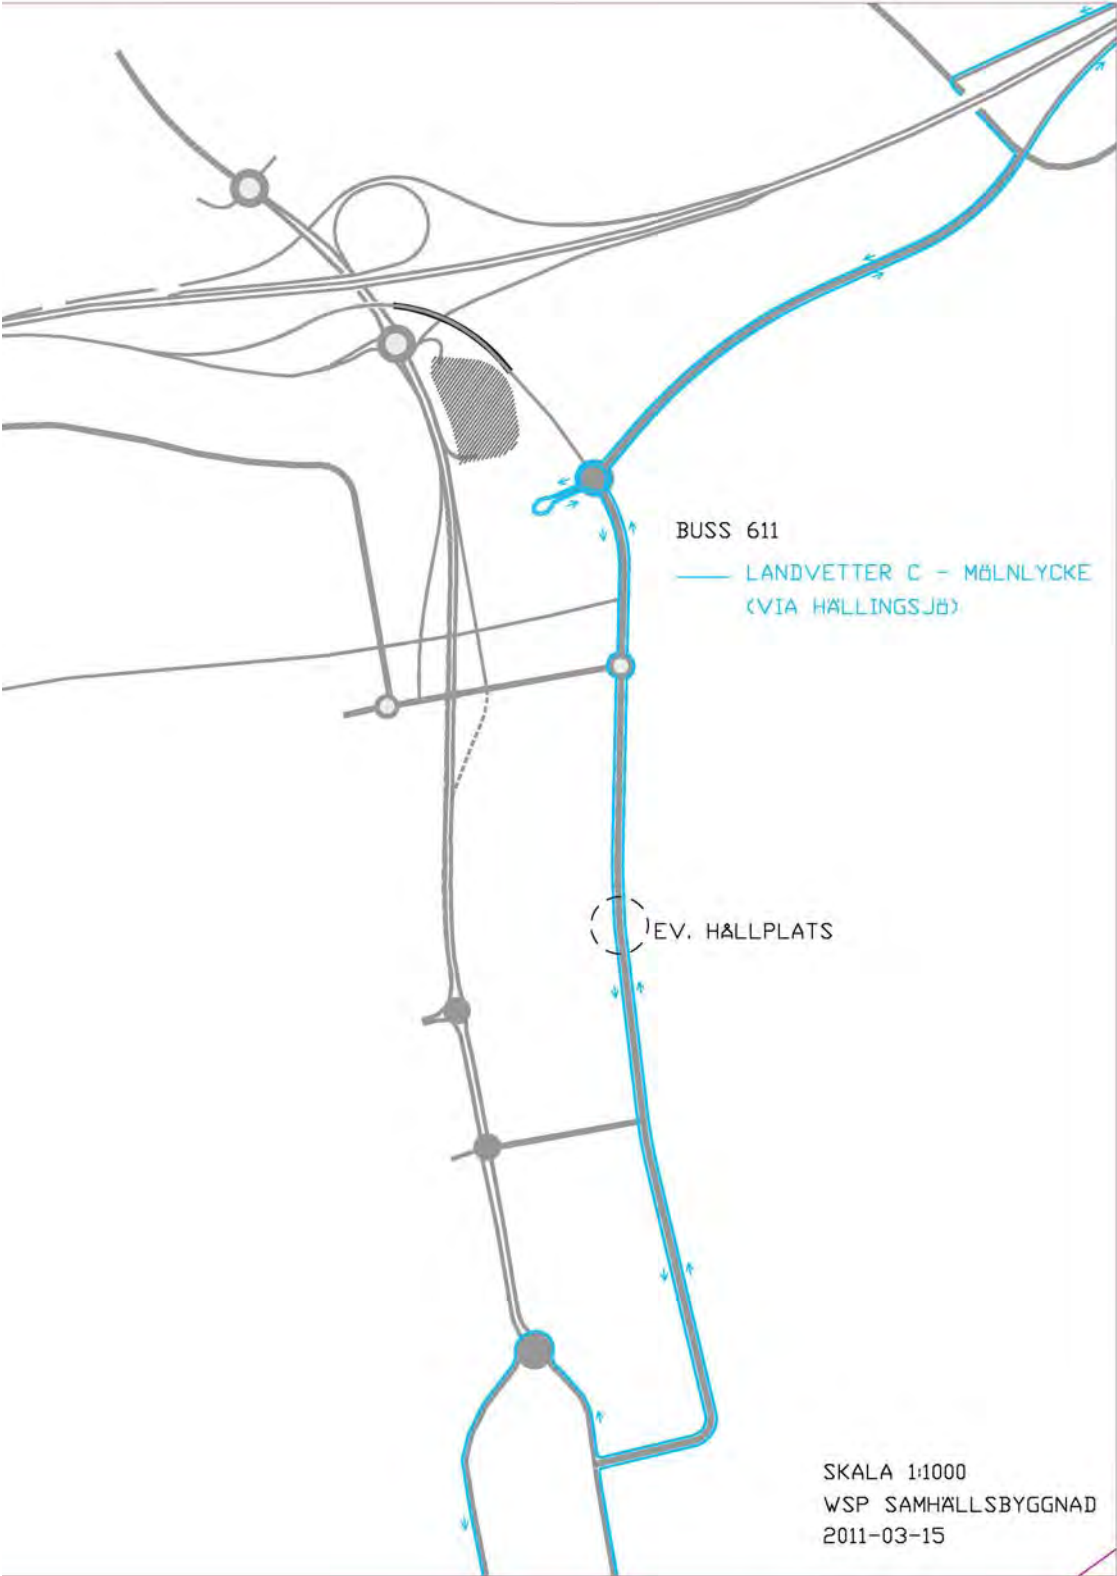 BUSS 611
LANDVETTER C - MÖLNLYCKE
(VIA HÄLLINGSJÖ)
EV. HÅLLPLATS
SKALA 1:1000
WSP SAMHÄLLSBYGGNAD
2011-03-15